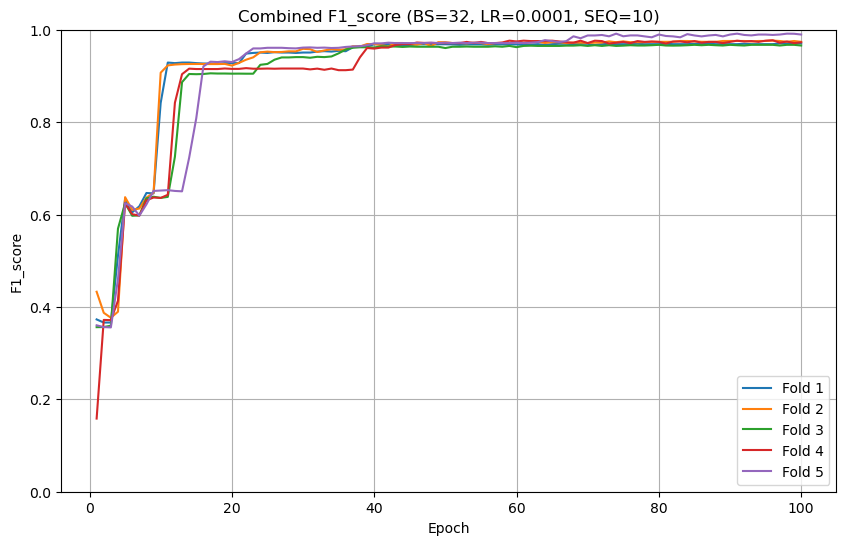 Combined F1_score (BS=32, LR=0.0001, SEQ=10)
F1_score
1.0
0.8
0.6
0.4
0.2
0.0
0
20
40
60
80
100
Epoch
Fold 1
Fold 2
Fold 3
Fold 4
Fold 5